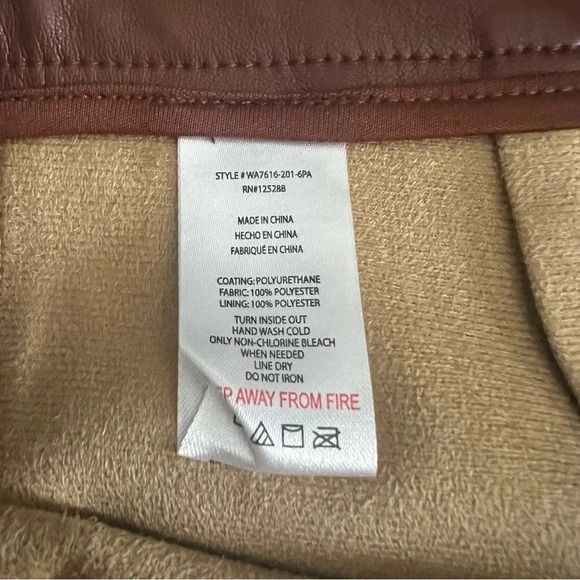 STYLE # WA7616-201-6PA
RN#125288
MADE IN CHINA
HECHO EN CHINA
FABRIQUÉ EN CHINA
COATING: POLYURETHANE
FABRIC: 100% POLYESTER
LINING: 100% POLYESTER
TURN INSIDE OUT
HAND WASH COLD
ONLY NON-CHLORINE BLEACH
WHEN NEEDED
LINE DRY
DO NOT IRON
AWAY FROM FIRE